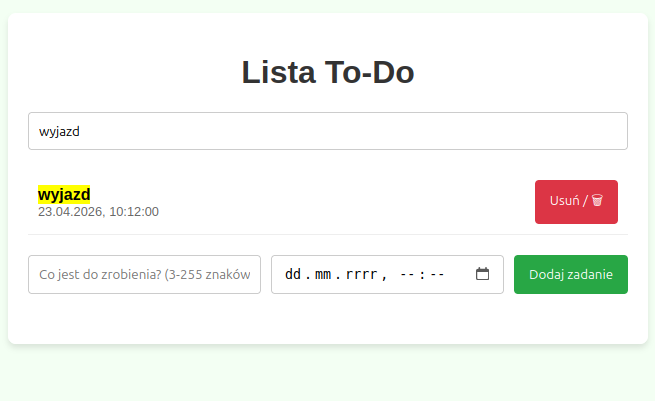 Lista To-Do
wyjazd
wyjazd
23.04.2026, 10:12:00
Usuń / 🗑
Co jest do zrobienia? (3-255 znaków
dd.mm.rrrr, --:--
Dodaj zadanie